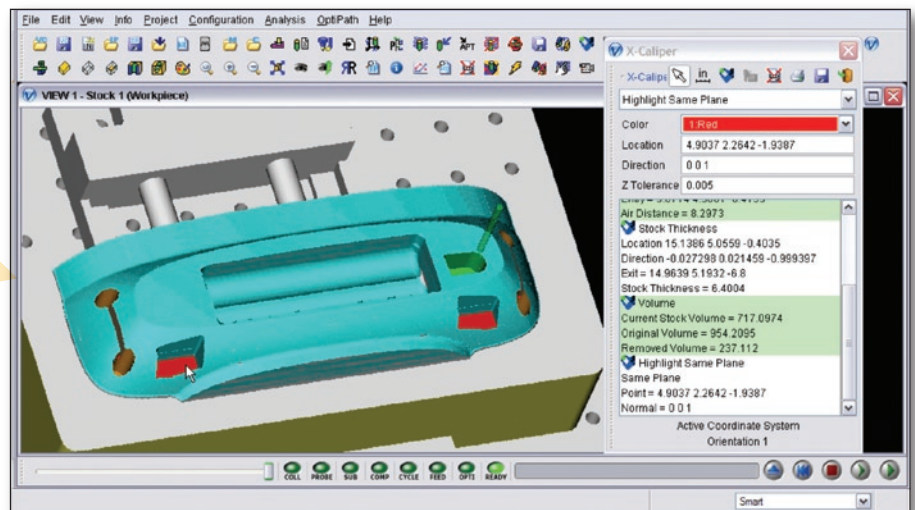 File Edit View Info Project Configuration Analysis OptiPath Help
VIEW 1 - Stock 1 (Workpiece)
X-Caliper
X-Calipe
in
Highlight Same Plane
Color 1:Red
Location 4.9037 2.2642 -1.9387
Direction 0 0 1
Z Tolerance 0.005
Air Distance = 8.2973
Stock Thickness
Location 15.1386 5.0559 -0.4035
Direction -0.027298 0.021459 -0.999397
Exit = 14.9639 5.1932 -6.8
Stock Thickness = 6.4004
Volume
Current Stock Volume = 717.0974
Original Volume = 954.2095
Removed Volume = 237.112
Highlight Same Plane
Same Plane
Point = 4.9037 2.2642 -1.9387
Normal = 0 0 1
Active Coordinate System
Orientation 1
COLL PROBE SUB COMP CYCLE FEED OPTI READY
Smart